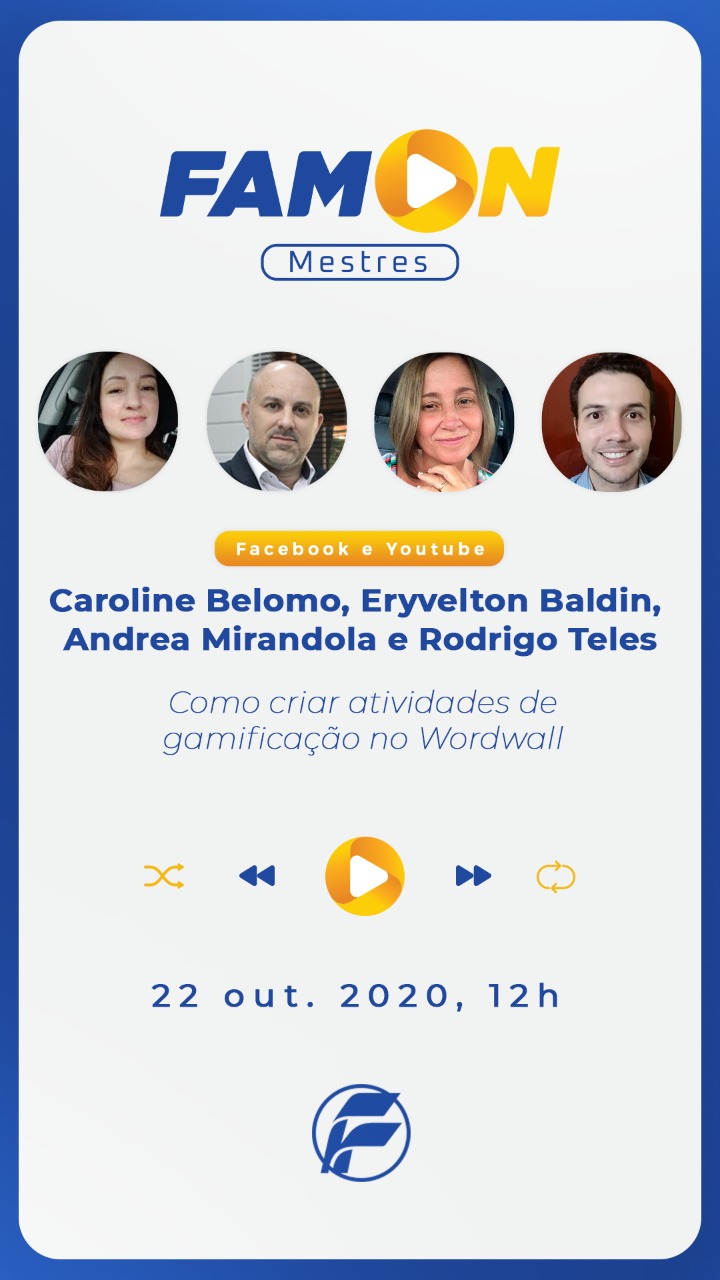 FAMON
Mestres
Facebook e Youtube
Caroline Belomo, Eryvelton Baldin,
Andrea Mirandola e Rodrigo Teles
Como criar atividades de
gamificação no Wordwall
22 out. 2020, 12h